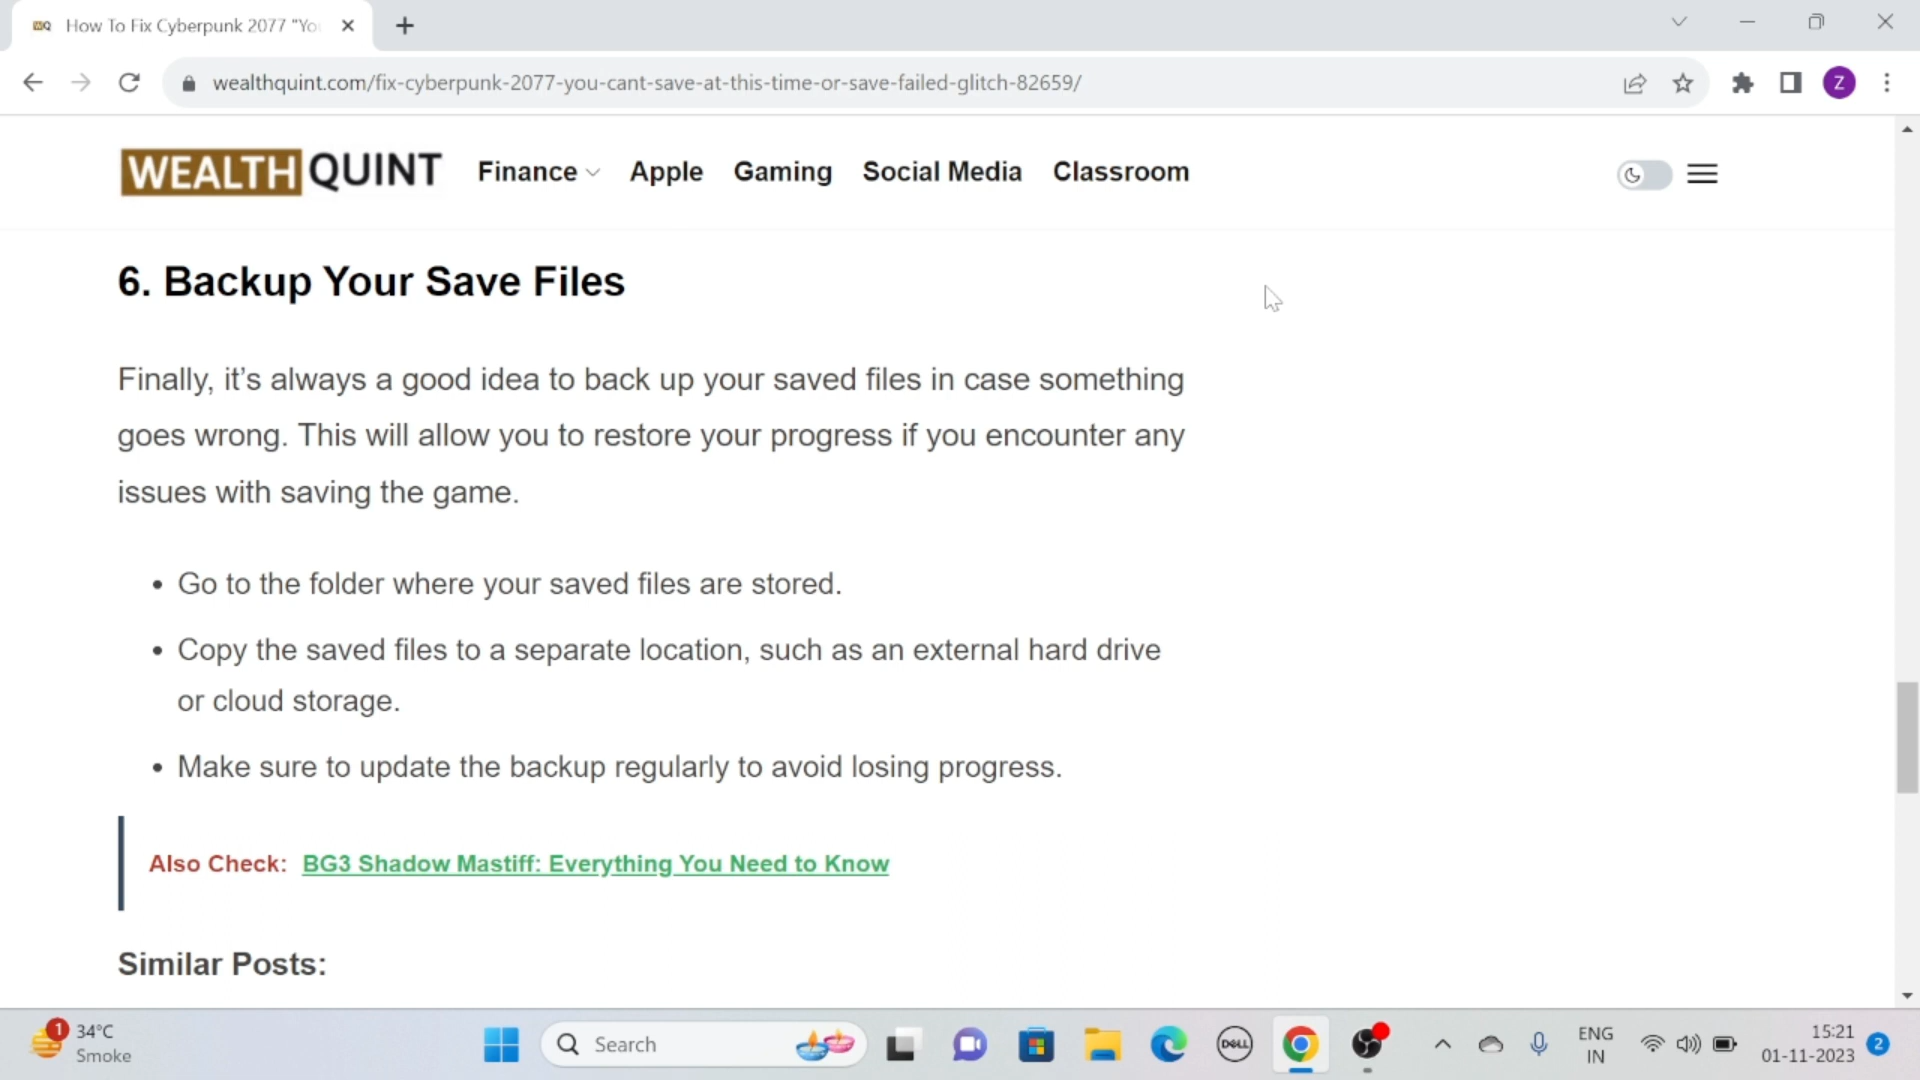 How To Fix Cyberpunk 2077 "Yo
wealthquint.com/fix-cyberpunk-2077-you-cant-save-at-this-time-or-save-failed-glitch-82659/
Z
WEALTH QUINT
Finance
Apple
Gaming
Social Media
Classroom
6. Backup Your Save Files
Finally, it’s always a good idea to back up your saved files in case something
goes wrong. This will allow you to restore your progress if you encounter any
issues with saving the game.
• Go to the folder where your saved files are stored.
• Copy the saved files to a separate location, such as an external hard drive
or cloud storage.
• Make sure to update the backup regularly to avoid losing progress.
Also Check: BG3 Shadow Mastiff: Everything You Need to Know
Similar Posts:
1
34°C
Smoke
Search
DELL
ENG
IN
15:21
01-11-2023
2